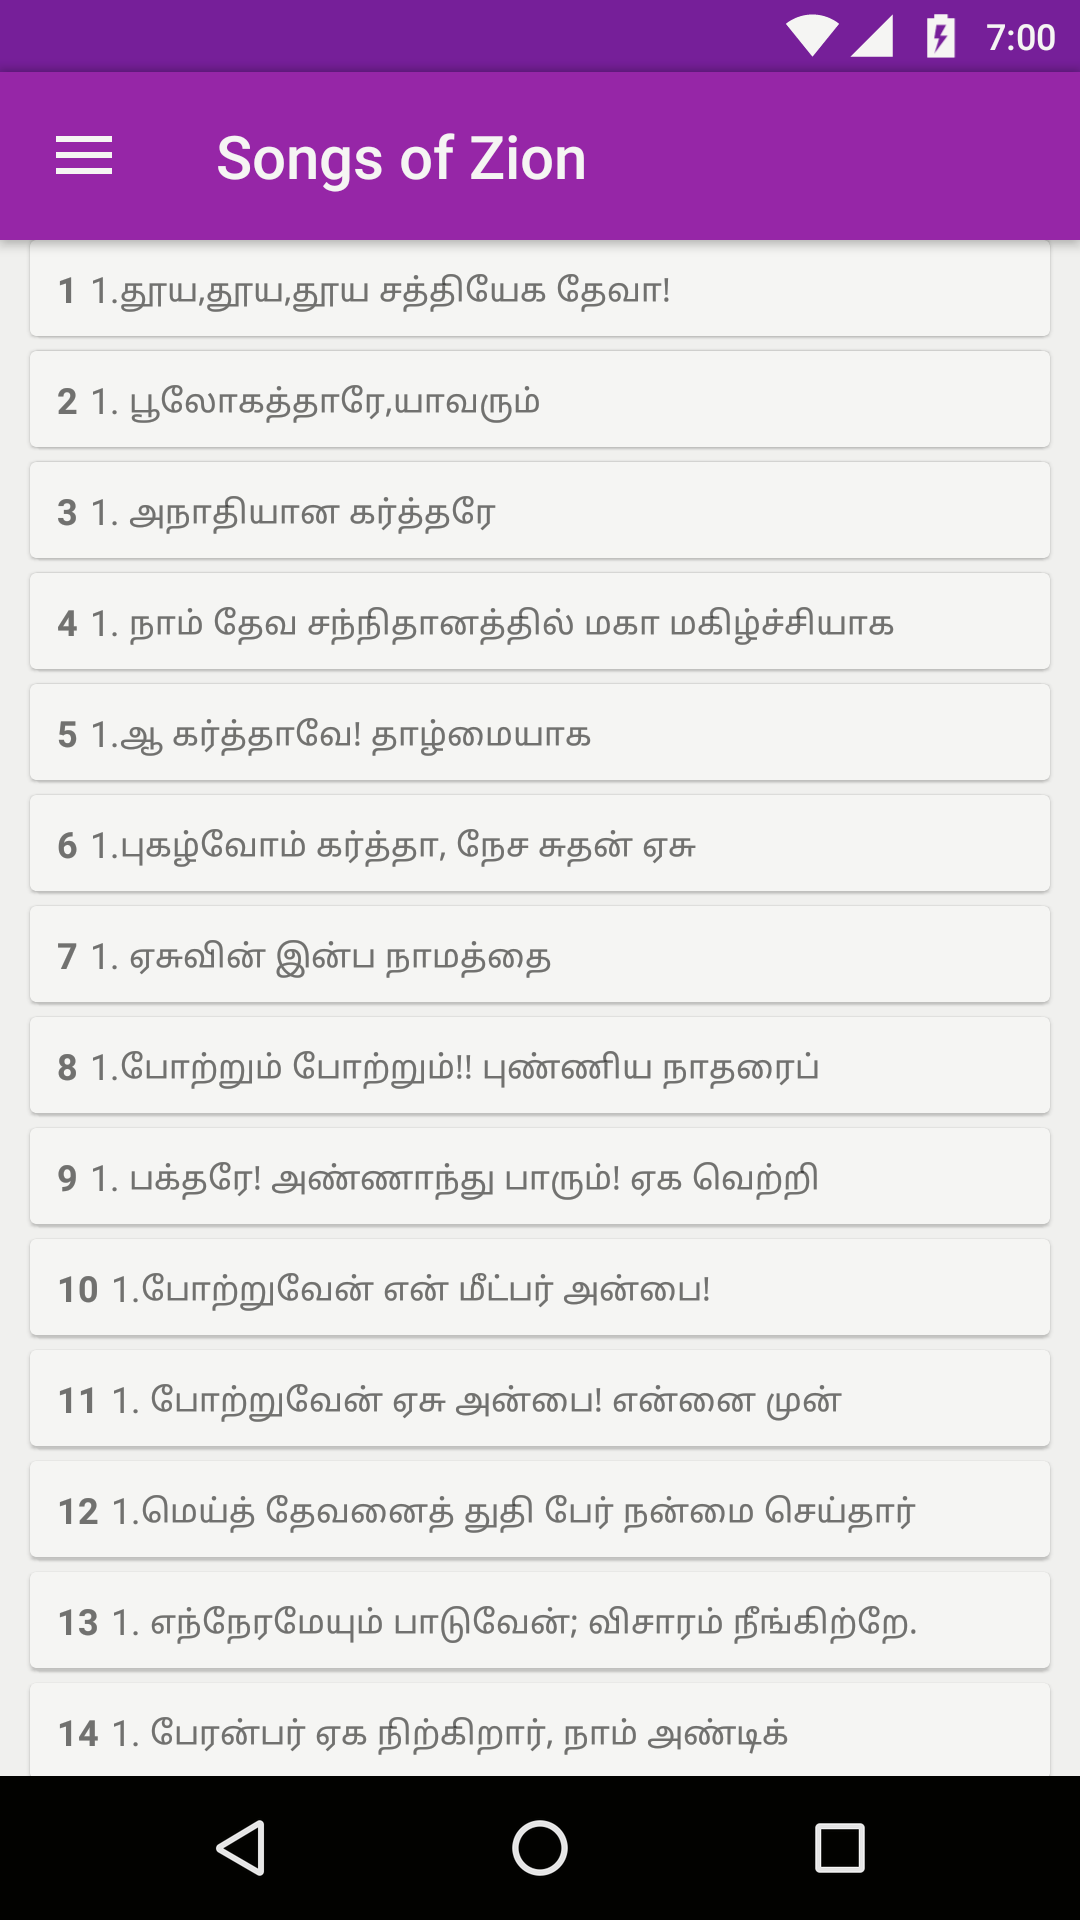 7:00
Songs of Zion
1 1.தூய,தூய,தூய சத்தியேக தேவா!
2 1. பூலோகத்தாரே,யாவரும்
3 1. அநாதியான கர்த்தரே
4 1. நாம் தேவ சந்நிதானத்தில் மகா மகிழ்ச்சியாக
5 1.ஆ கர்த்தாவே! தாழ்மையாக
6 1.புகழ்வோம் கர்த்தா, நேச சுதன் ஏசு
7 1. ஏசுவின் இன்ப நாமத்தை
8 1.போற்றும் போற்றும்!! புண்ணிய நாதரைப்
9 1. பக்தரே! அண்ணாந்து பாரும்! ஏக வெற்றி
10 1.போற்றுவேன் என் மீட்பர் அன்பை!
11 1. போற்றுவேன் ஏசு அன்பை! என்னை முன்
12 1.மெய்த் தேவனைத் துதி பேர் நன்மை செய்தார்
13 1. எந்நேரமேயும் பாடுவேன்; விசாரம் நீங்கிற்றே.
14 1. பேரன்பர் ஏக நிற்கிறார், நாம் அண்டிக்